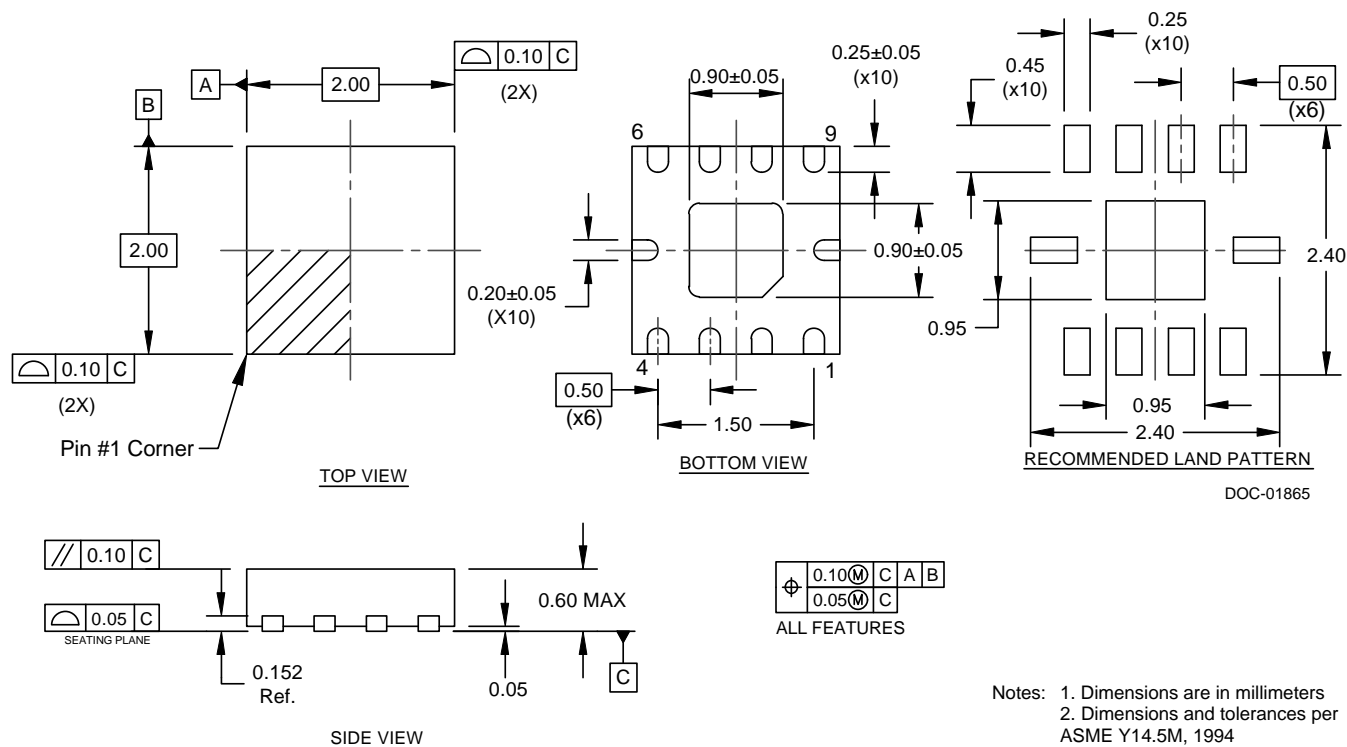 A
2.00
⌓ 0.10 C
(2X)
B
2.00
⌓ 0.10 C
(2X)
Pin #1 Corner
TOP VIEW
0.90±0.05
0.25±0.05
(x10)
6
9
0.90±0.05
0.20±0.05
(X10)
4
1
0.50
(x6)
1.50
BOTTOM VIEW
0.25
(x10)
0.45
(x10)
0.50
(x6)
0.95
2.40
0.95
2.40
RECOMMENDED LAND PATTERN
DOC-01865
// 0.10 C
⌓ 0.05 C
SEATING PLANE
0.152
Ref.
0.60 MAX
0.05
C
SIDE VIEW
⌖ 0.10Ⓜ C A B
0.05Ⓜ C
ALL FEATURES
Notes: 1. Dimensions are in millimeters
2. Dimensions and tolerances per
ASME Y14.5M, 1994